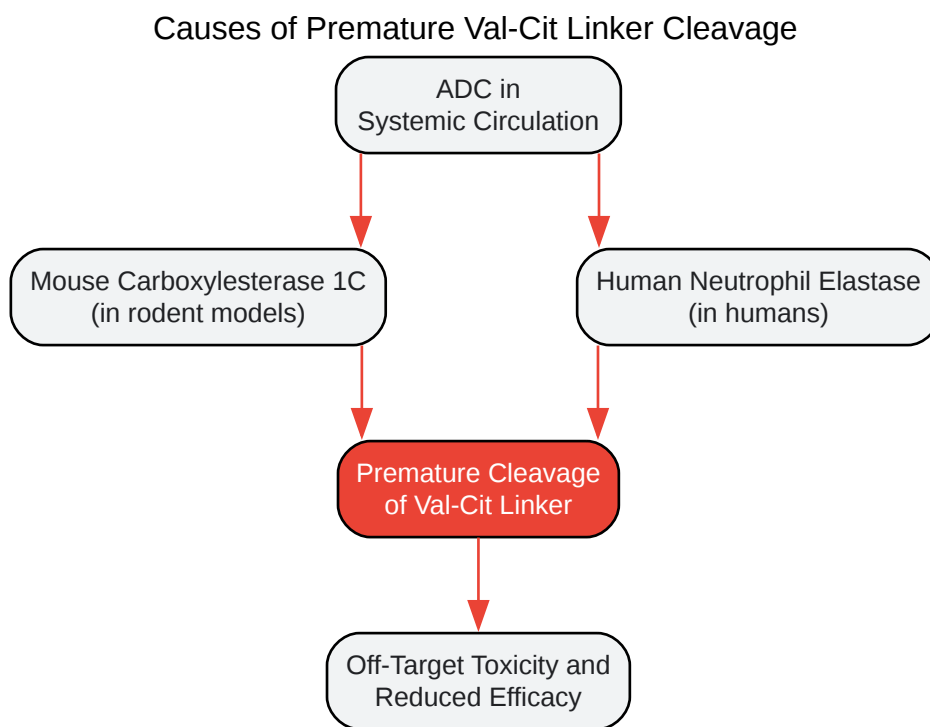 Causes of Premature Val-Cit Linker Cleavage
ADC in
Systemic Circulation
Mouse Carboxylesterase 1C
(in rodent models)
Human Neutrophil Elastase
(in humans)
Premature Cleavage
of Val-Cit Linker
Off-Target Toxicity and
Reduced Efficacy